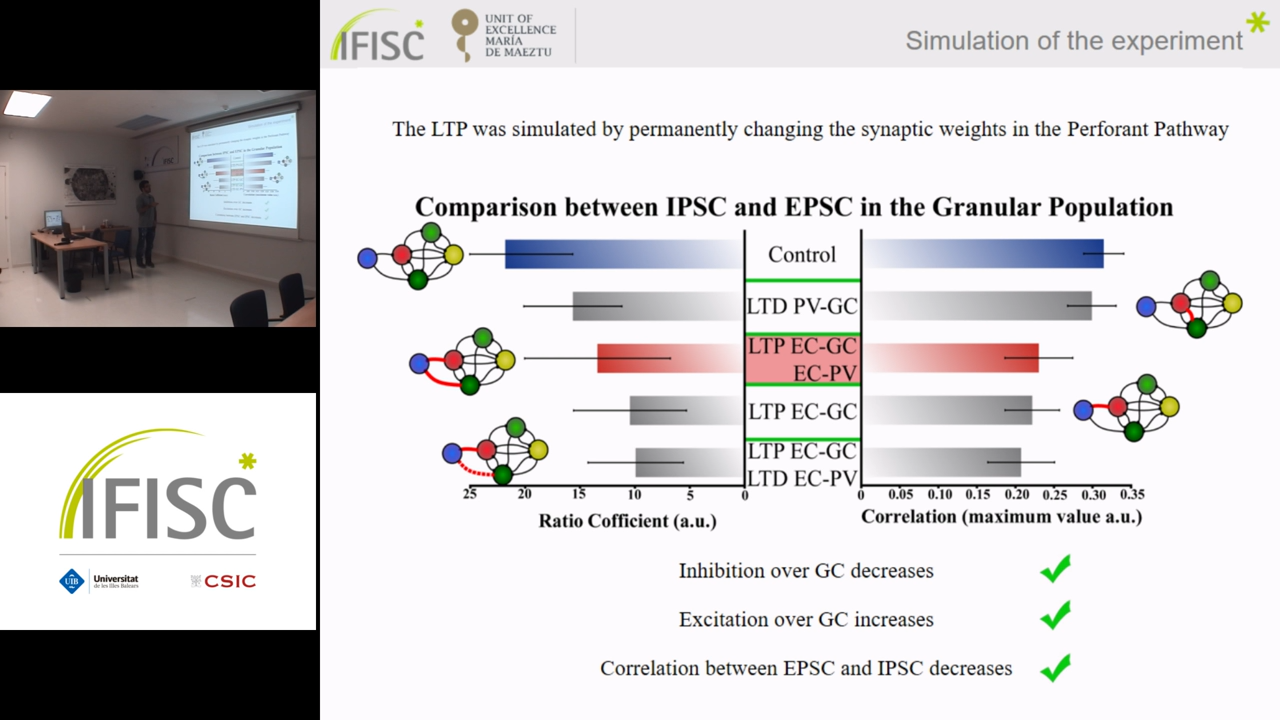 IFISC
UNIT OF
EXCELLENCE
MARÍA
DE MAEZTU
Simulation of the experiment
The LTP was simulated by permanently changing the synaptic weights in the Perforant Pathway
Comparison between IPSC and EPSC in the Granular Population
Control
LTD PV-GC
LTP EC-GC
EC-PV
LTP EC-GC
LTP EC-GC
LTD EC-PV
25 20 15 10 5 0
0 0.05 0.10 0.15 0.20 0.25 0.30 0.35
Ratio Cofficient (a.u.)
Correlation (maximum value a.u.)
Inhibition over GC decreases
Excitation over GC increases
Correlation between EPSC and IPSC decreases
IFISC
UIB
Universitat
de les Illes Balears
CSIC